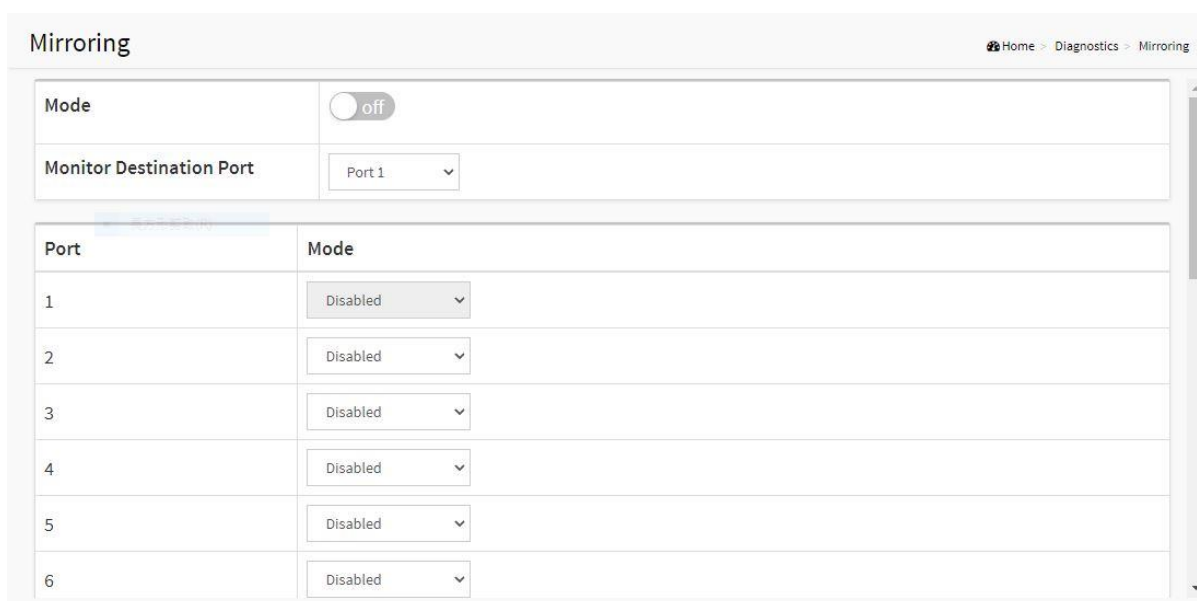 Mirroring
Home > Diagnostics > Mirroring
Mode off
Monitor Destination Port Port 1
Port Mode
1 Disabled
2 Disabled
3 Disabled
4 Disabled
5 Disabled
6 Disabled